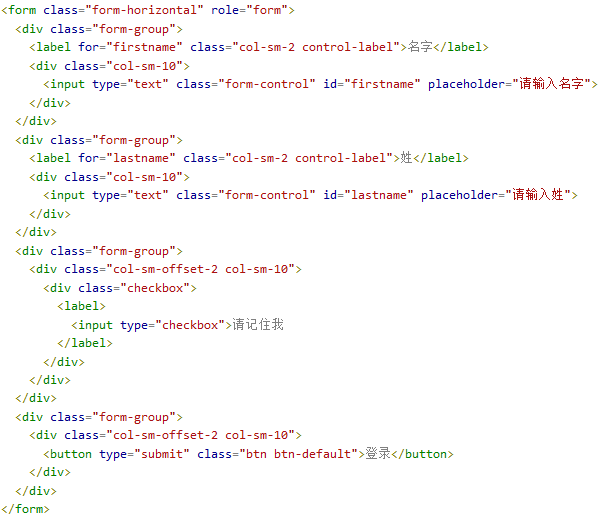 <form class="form-horizontal" role="form">
  <div class="form-group">
    <label for="firstname" class="col-sm-2 control-label">名字</label>
    <div class="col-sm-10">
      <input type="text" class="form-control" id="firstname" placeholder="请输入名字">
    </div>
  </div>
  <div class="form-group">
    <label for="lastname" class="col-sm-2 control-label">姓</label>
    <div class="col-sm-10">
      <input type="text" class="form-control" id="lastname" placeholder="请输入姓">
    </div>
  </div>
  <div class="form-group">
    <div class="col-sm-offset-2 col-sm-10">
      <div class="checkbox">
        <label>
          <input type="checkbox">请记住我
        </label>
      </div>
    </div>
  </div>
  <div class="form-group">
    <div class="col-sm-offset-2 col-sm-10">
      <button type="submit" class="btn btn-default">登录</button>
    </div>
  </div>
</form>